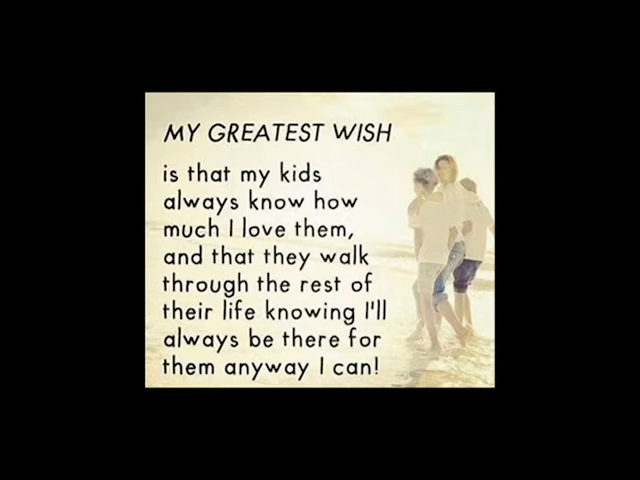 MY GREATEST WISH
is that my kids
always know how
much I love them,
and that they walk
through the rest of
their life knowing I'll
always be there for
them anyway I can!